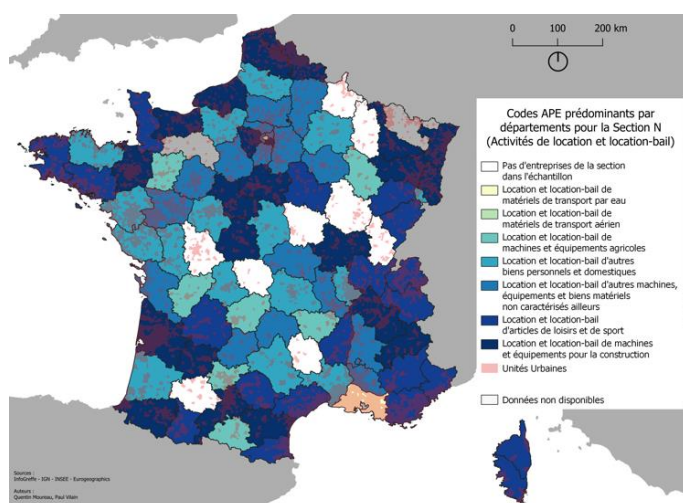 0 100 200 km
Codes APE prédominants par
départements pour la Section N
(Activités de location et location-bail)
Pas d'entreprises de la section
dans l'échantillon
Location et location-bail de
matériels de transport par eau
Location et location-bail de
matériels de transport aérien
Location et location-bail de
machines et équipements agricoles
Location et location-bail d'autres
biens personnels et domestiques
Location et location-bail d'autres machines,
équipements et biens matériels
non caractérisés ailleurs
Location et location-bail
d'articles de loisirs et de sport
Location et location-bail de machines
et équipements pour la construction
Unités Urbaines
Données non disponibles
Sources :
InfoGreffe - IGN - INSEE - Eurogeographics
Auteurs :
Quentin Moureau, Paul Vilain